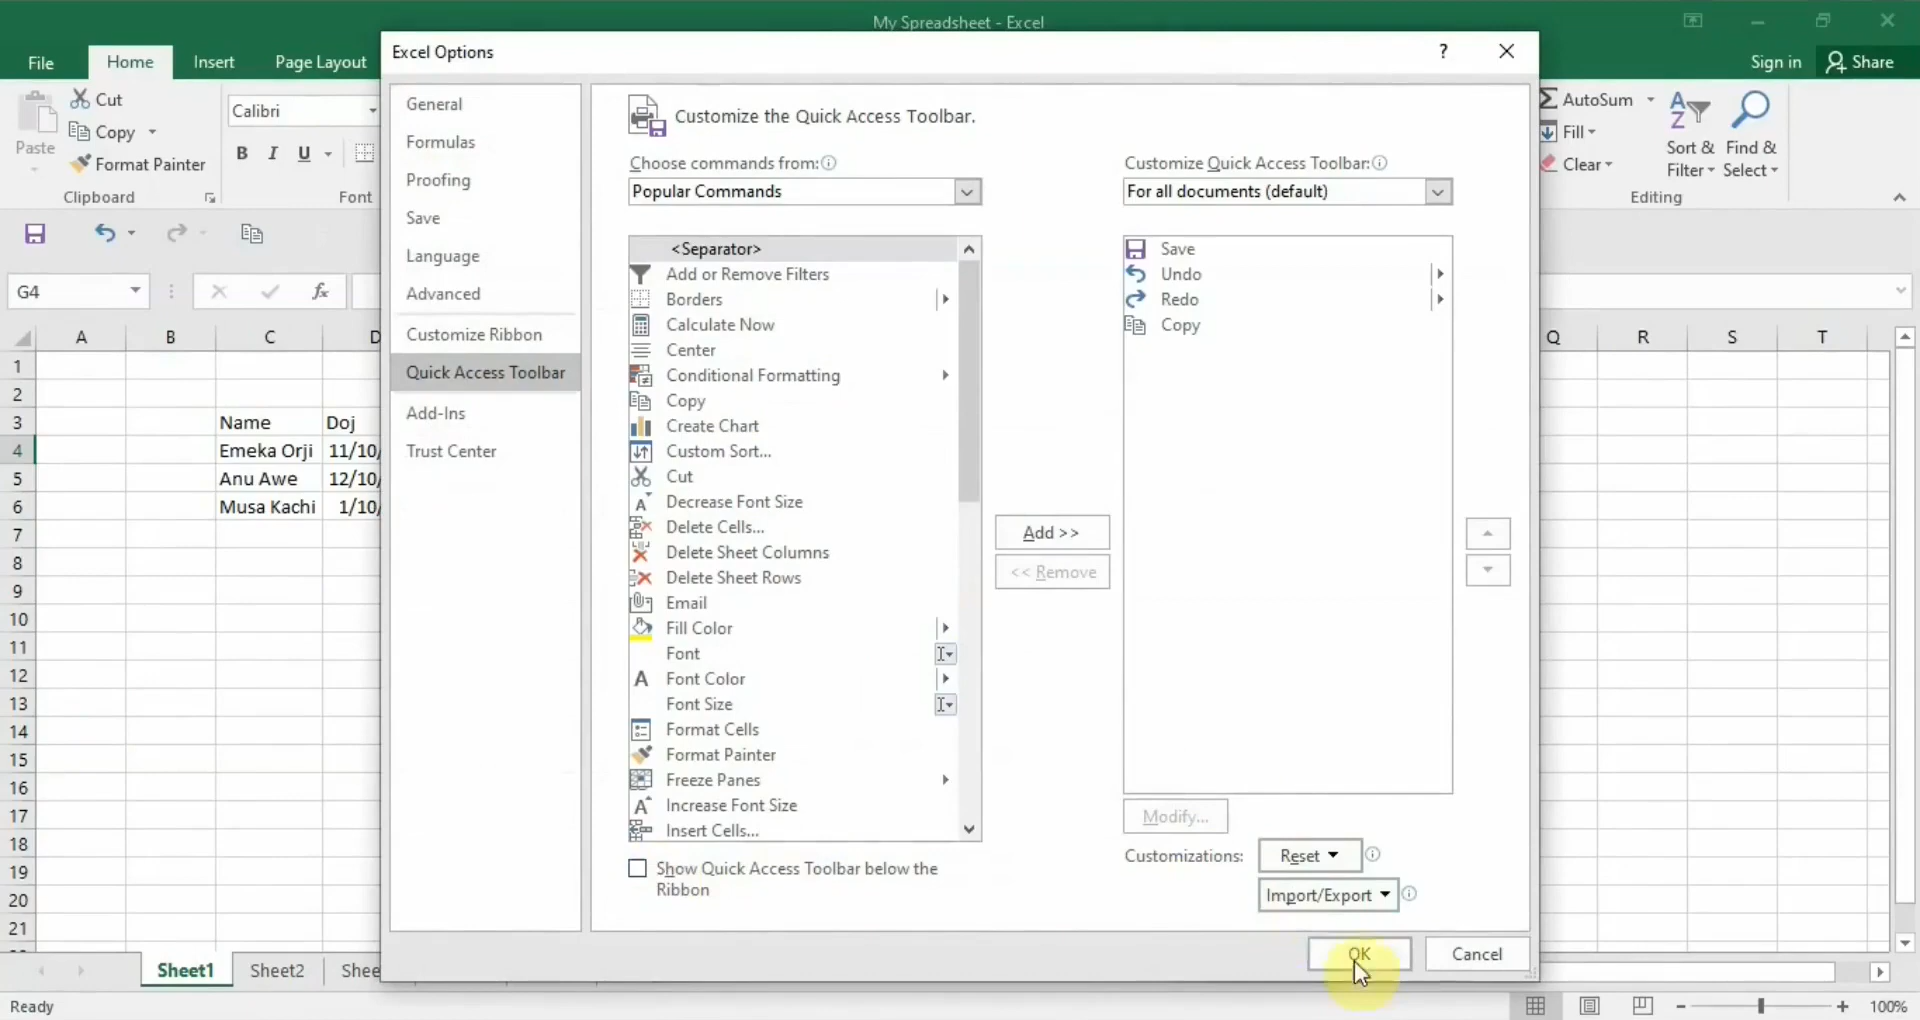 My Spreadsheet - Excel
File
Home
Insert
Page Layout
Sign in
Share
Cut
Copy
Format Painter
Paste
Clipboard
Calibri
B I U
Font
AutoSum
Fill
Clear
Sort &
Filter
Find &
Select
Editing
G4
fx
A B C D
Q R S T
1
2
3 Name Doj
4 Emeka Orji 11/10/
5 Anu Awe 12/10/
6 Musa Kachi 1/10/
7
8
9
10
11
12
13
14
15
16
17
18
19
20
21
Sheet1 Sheet2 Shee
Ready
100%
Excel Options
?
General
Formulas
Proofing
Save
Language
Advanced
Customize Ribbon
Quick Access Toolbar
Add-Ins
Trust Center
Customize the Quick Access Toolbar.
Choose commands from:
Popular Commands
<Separator>
Add or Remove Filters
Borders
Calculate Now
Center
Conditional Formatting
Copy
Create Chart
Custom Sort...
Cut
Decrease Font Size
Delete Cells...
Delete Sheet Columns
Delete Sheet Rows
Email
Fill Color
Font
Font Color
Font Size
Format Cells
Format Painter
Freeze Panes
Increase Font Size
Insert Cells...
Show Quick Access Toolbar below the
Ribbon
Add >>
<< Remove
Customize Quick Access Toolbar:
For all documents (default)
Save
Undo
Redo
Copy
Modify...
Customizations:
Reset
Import/Export
OK
Cancel